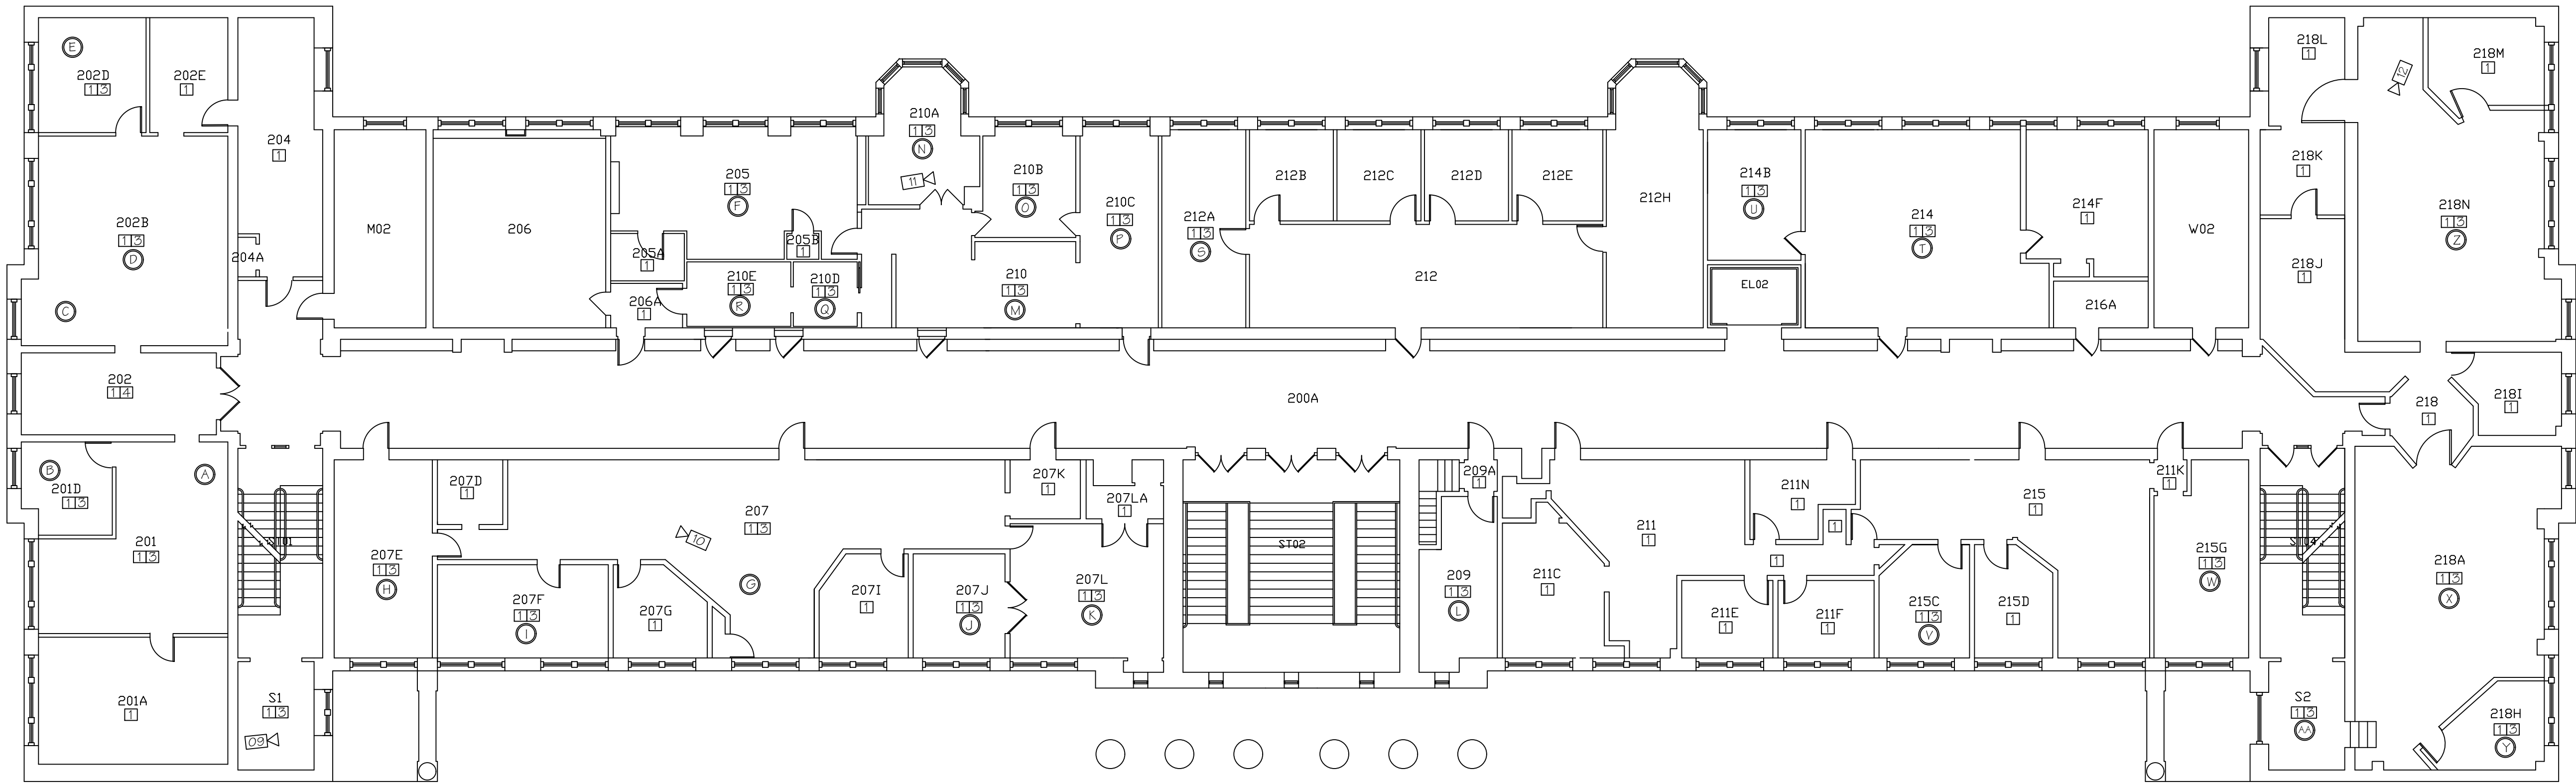 E
202D
1 3
202E
1
204
1
202B
1 3
D
C
204A
M02
206
205
1 3
F
205A
1
205B
1
206A
1
210E
1 3
R
210D
1 3
Q
210A
1 3
N
11
210B
1 3
O
210C
1 3
P
210
1 3
M
212A
1 3
S
212B
212C
212D
212E
212
212H
214B
1 3
U
EL02
214
1 3
T
214F
1
216A
W02
218L
1
218K
1
218J
1
12
218M
1
218N
1 3
Z
202
1 4
200A
218
1
218I
1
B
201D
1 3
A
201
1 3
201A
1
ST01
S1
1 3
09
207E
1 3
H
207D
1
207F
1 3
I
207G
1
10
207
1 3
G
207I
1
207J
1 3
J
207K
1
207LA
1
207L
1 3
K
ST02
209A
1
209
1 3
L
211C
1
211
1
211N
1
1
1
211E
1
211F
1
215
1
215C
1 3
V
215D
1
211K
1
215G
1 3
W
ST04
S2
1 3
AA
218A
1 3
X
218H
1 3
Y